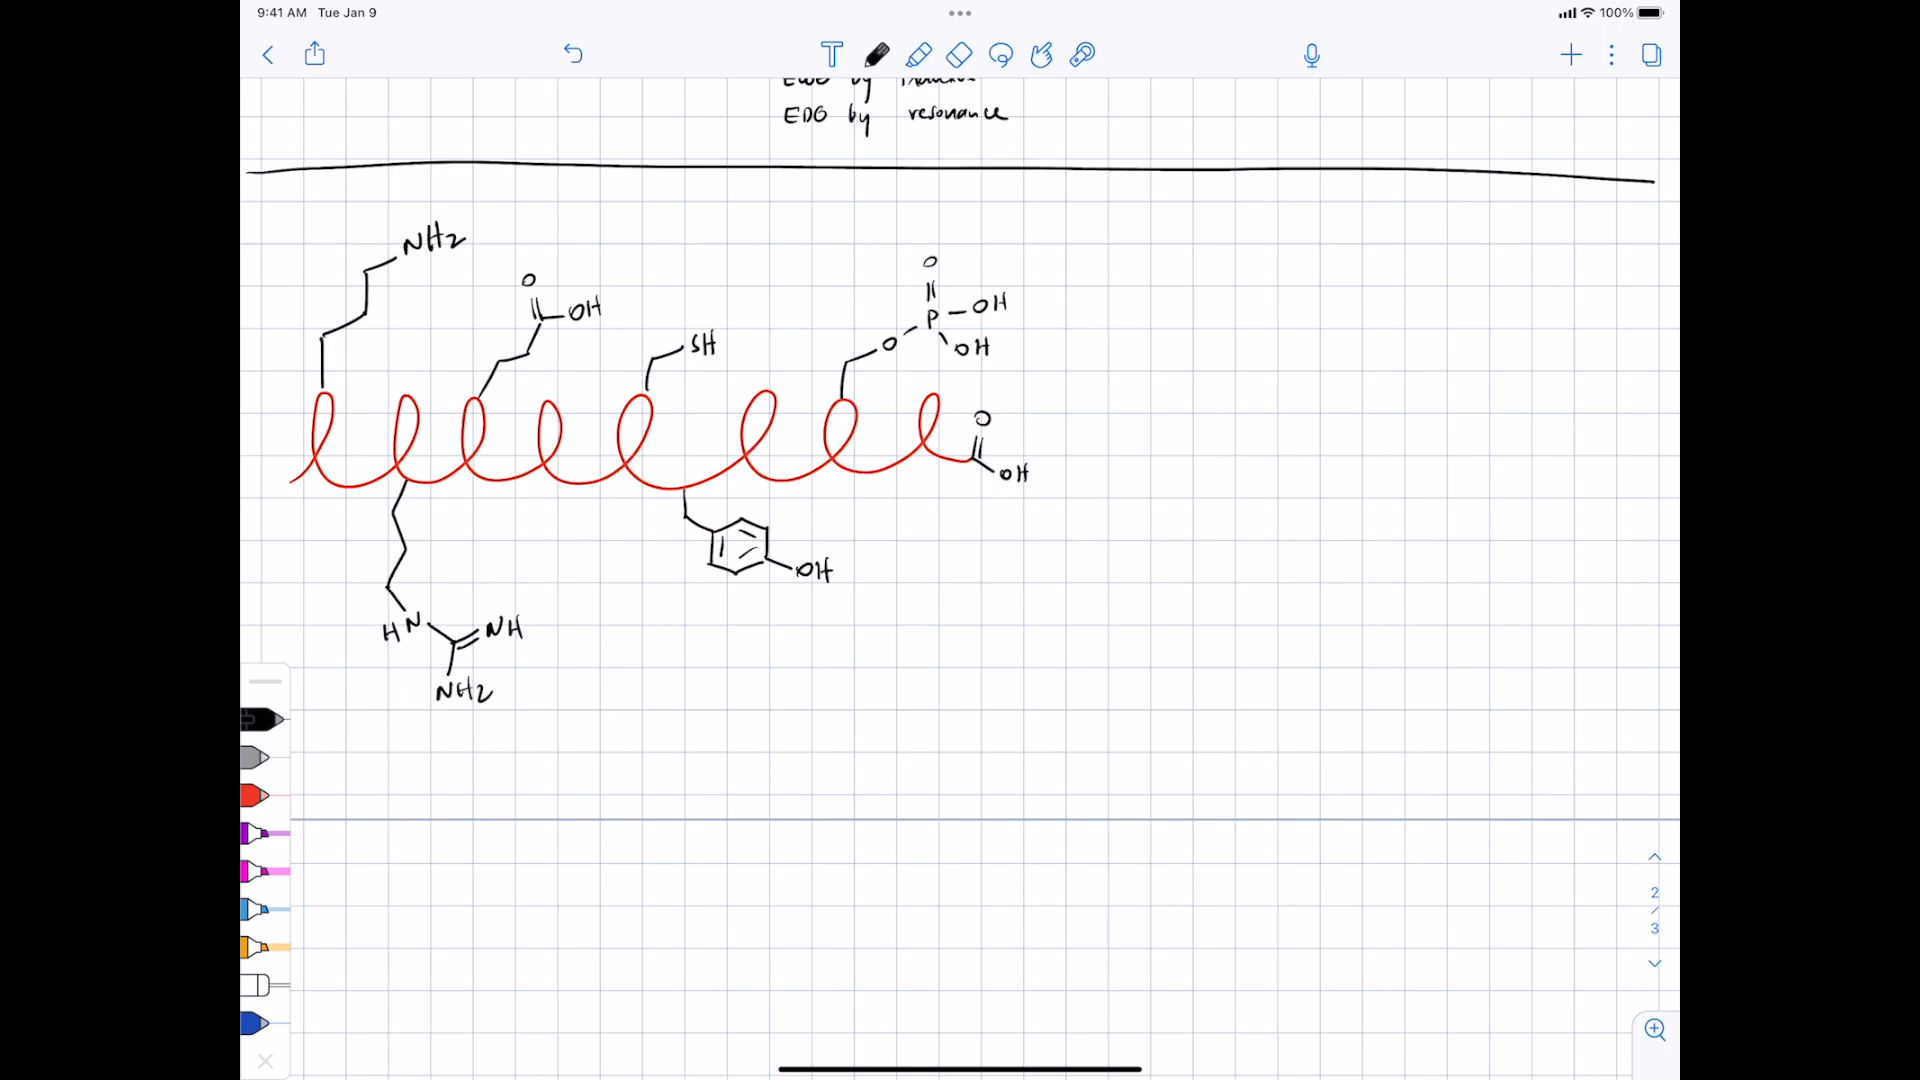 9:41 AM Tue Jan 9
100%
T
EDG by resonance
NH2
O
OH
SH
O
P
OH
O
OH
O
OH
OH
HN
NH
NH2
2
3